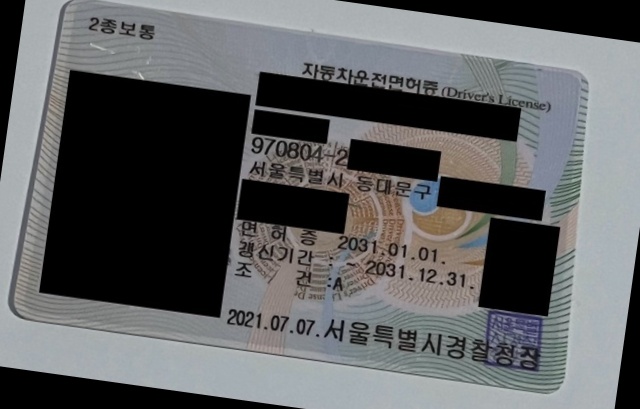 2종보통
자동차운전면허증 (Driver's License)
970804-2
서울특별시 동대문구
면 허 증 2031.01.01.
갱신기간 : ~ 2031.12.31.
조 건 :A
2021.07.07. 서울특별시경찰청장